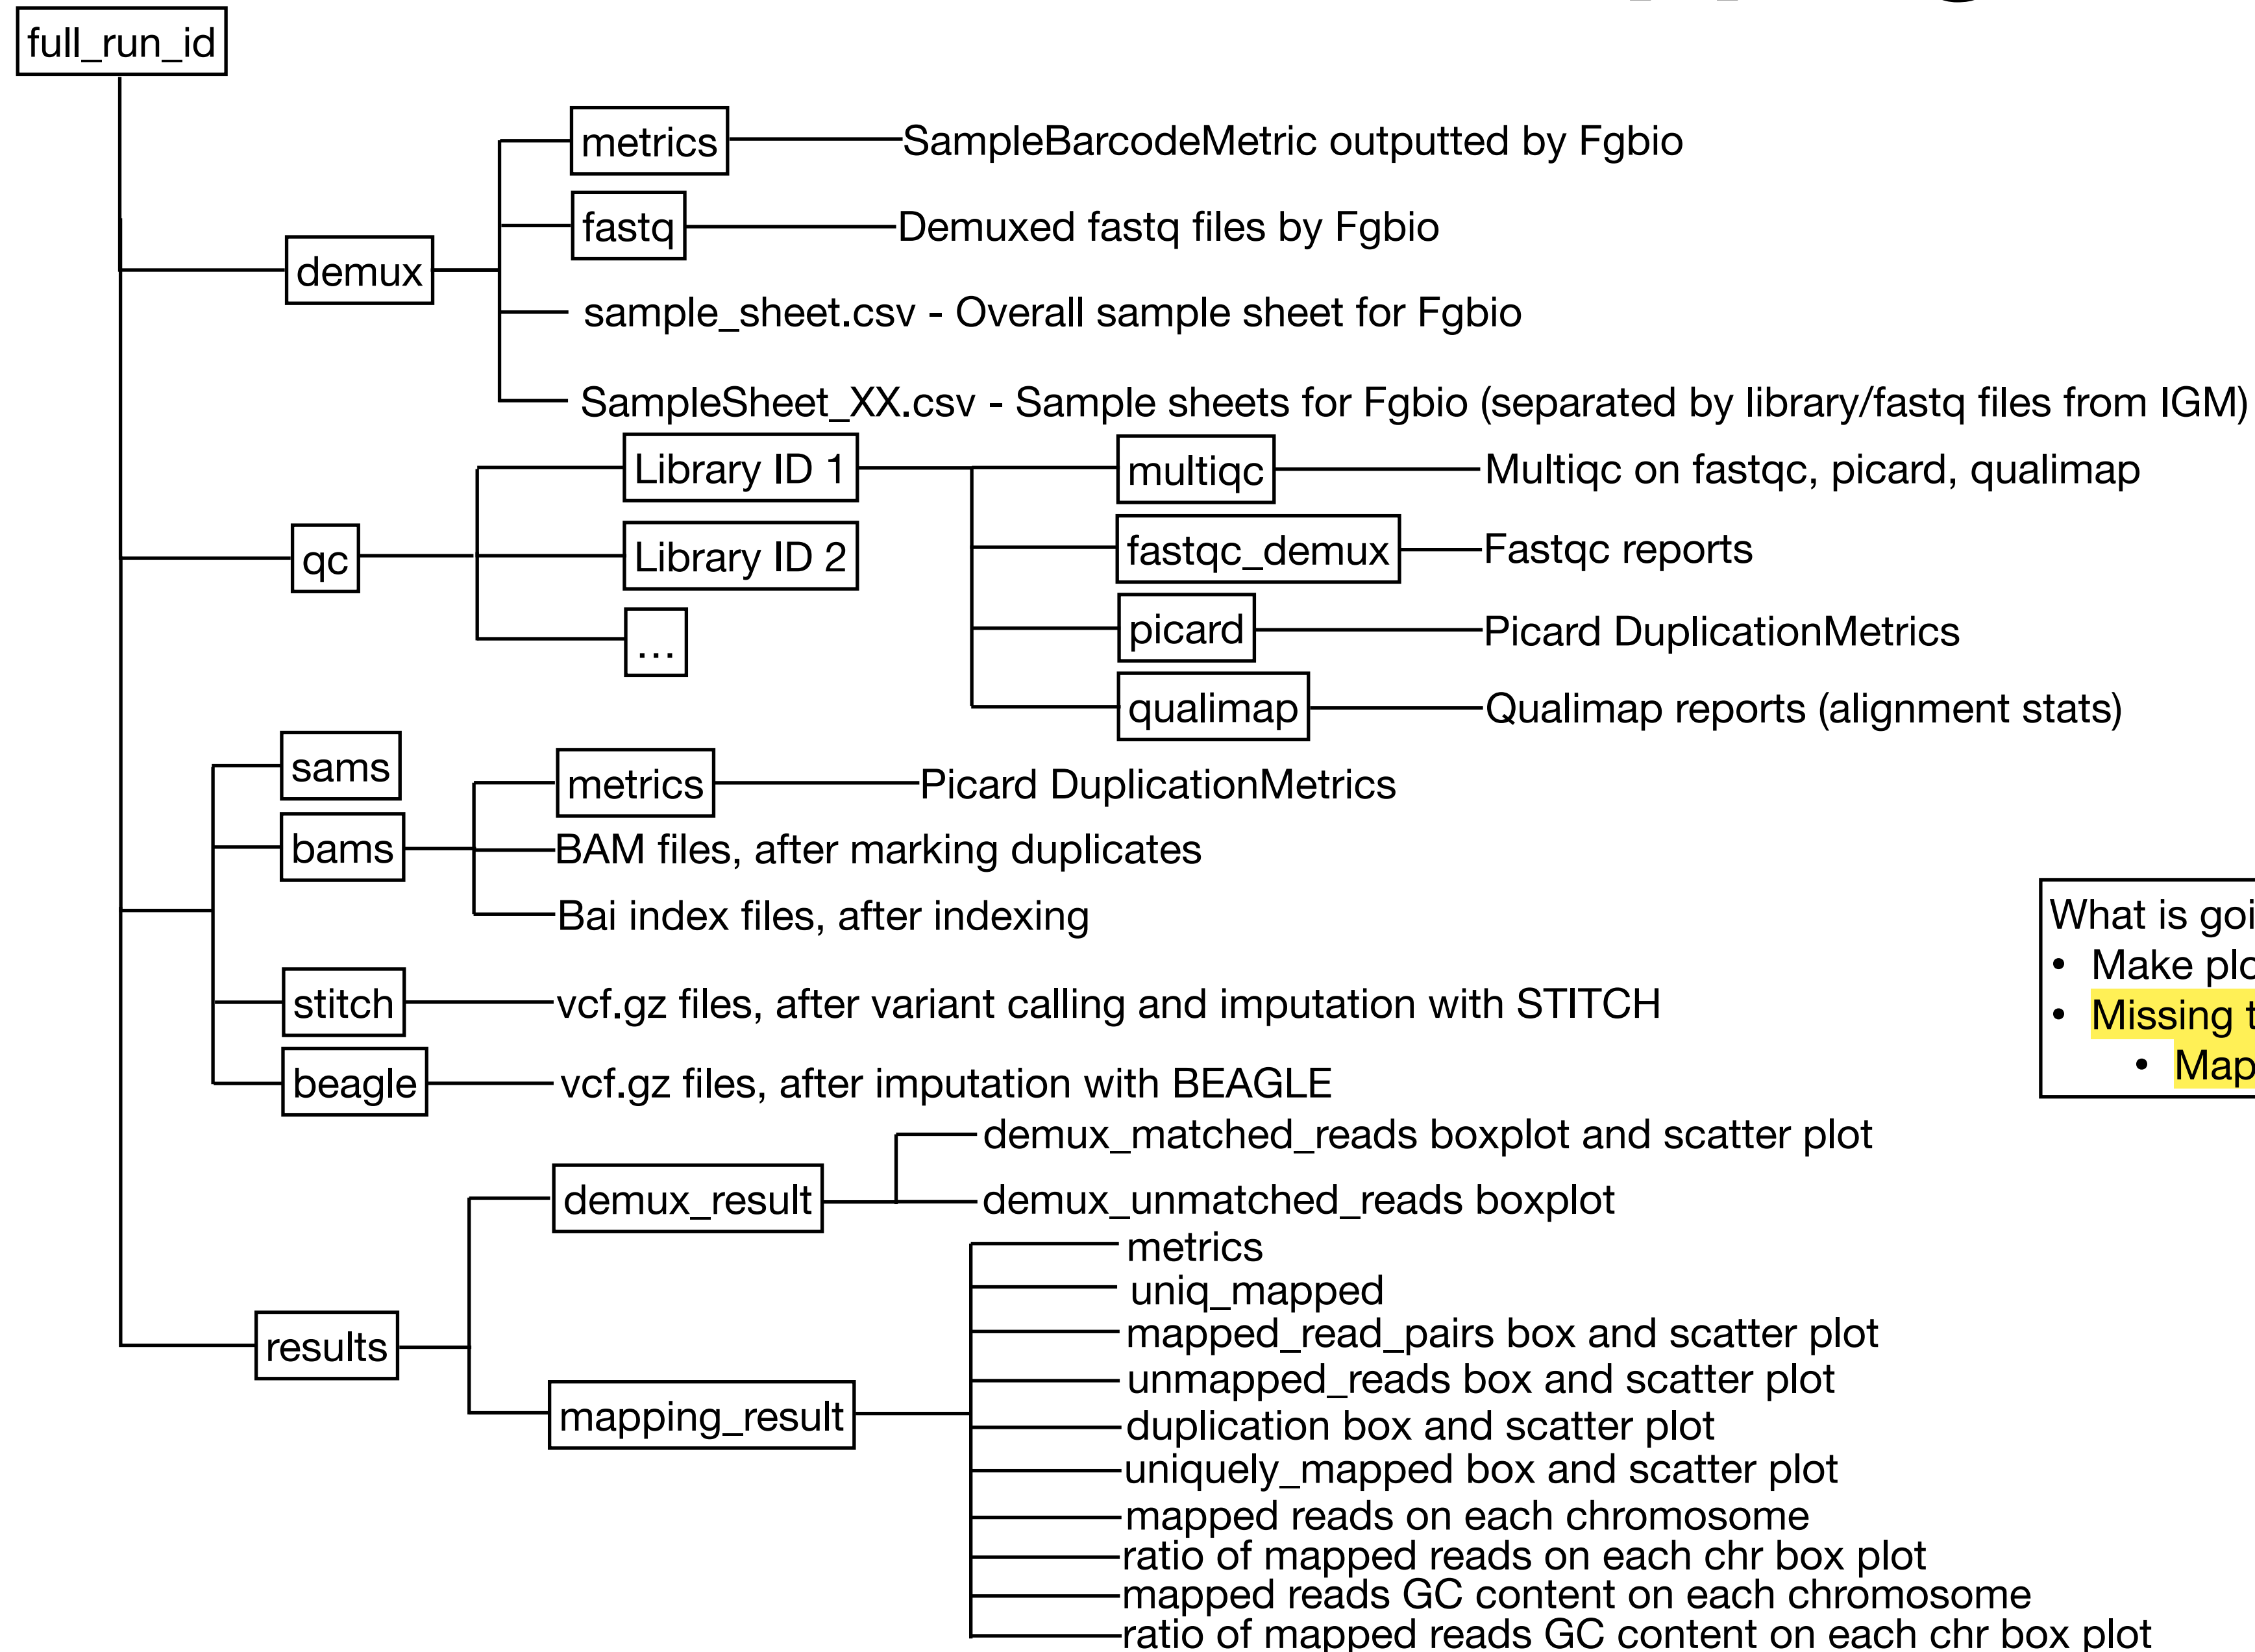 full_run_id
metrics
SampleBarcodeMetric outputted by Fgbio
fastq
Demuxed fastq files by Fgbio
demux
sample_sheet.csv - Overall sample sheet for Fgbio
SampleSheet_XX.csv - Sample sheets for Fgbio (separated by library/fastq files from IGM)
Library ID 1
multiqc
Multiqc on fastqc, picard, qualimap
qc
Library ID 2
fastqc_demux
Fastqc reports
...
picard
Picard DuplicationMetrics
qualimap
Qualimap reports (alignment stats)
sams
metrics
Picard DuplicationMetrics
bams
BAM files, after marking duplicates
Bai index files, after indexing
stitch
vcf.gz files, after variant calling and imputation with STITCH
beagle
vcf.gz files, after imputation with BEAGLE
What is
• Make
• Missing
demux_result
demux_matched_reads boxplot and scatter plot
demux_unmatched_reads boxplot
results
mapping_result
metrics
uniq_mapped
mapped_read_pairs box and scatter plot
unmapped_reads box and scatter plot
duplication box and scatter plot
uniquely_mapped box and scatter plot
mapped reads on each chromosome
ratio of mapped reads on each chr box plot
mapped reads GC content on each chromosome
ratio of mapped reads GC content on each chr box plot